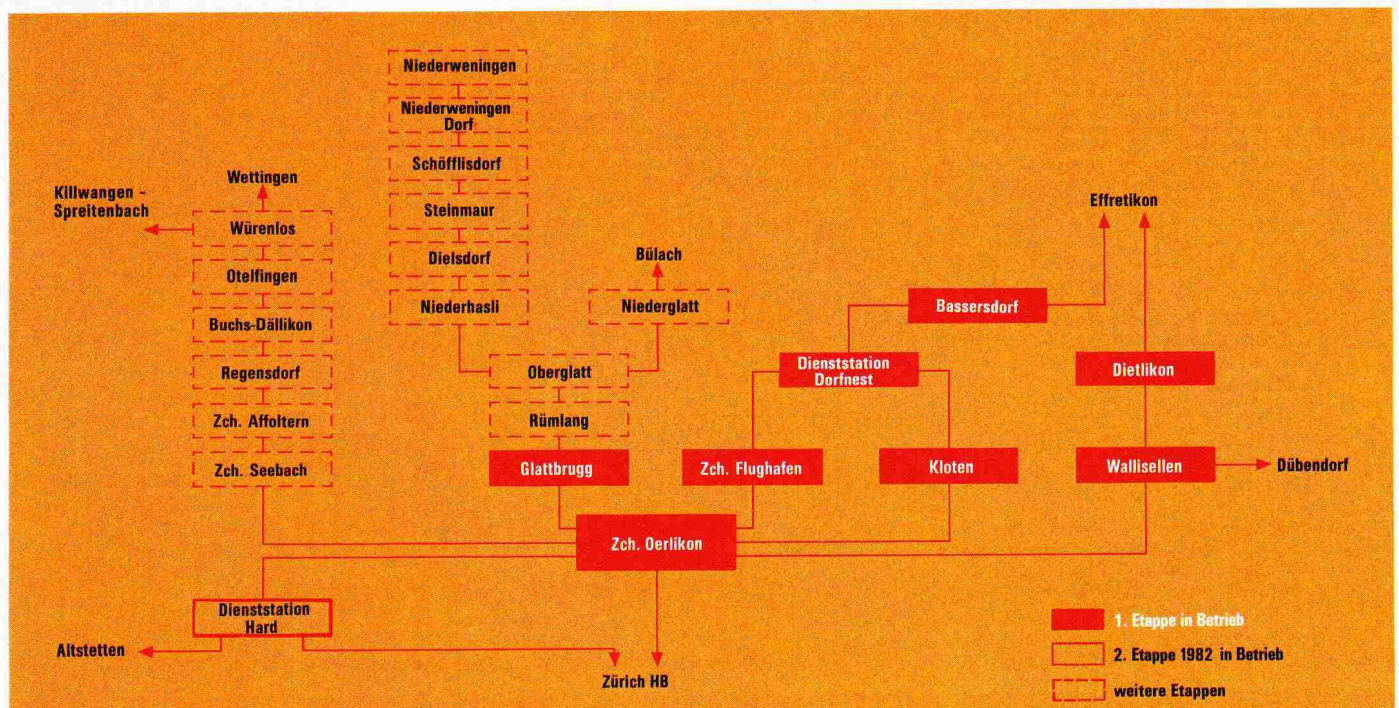 Niederweningen
Niederweningen
Dorf
Schöfflisdorf
Steinmaur
Dielsdorf
Niederhasli
Wettingen
Killwangen -
Spreitenbach
Würenlos
Otelfingen
Buchs-Dällikon
Regensdorf
Zch. Affoltern
Zch. Seebach
Bülach
Niederglatt
Oberglatt
Rümlang
Glattbrugg
Effretikon
Bassersdorf
Dienststation
Dorfnest
Dietlikon
Zch. Flughafen
Kloten
Wallisellen
Dübendorf
Zch. Oerlikon
Dienststation
Hard
Altstetten
Zürich HB
1. Etappe in Betrieb
2. Etappe 1982 in Betrieb
weitere Etappen